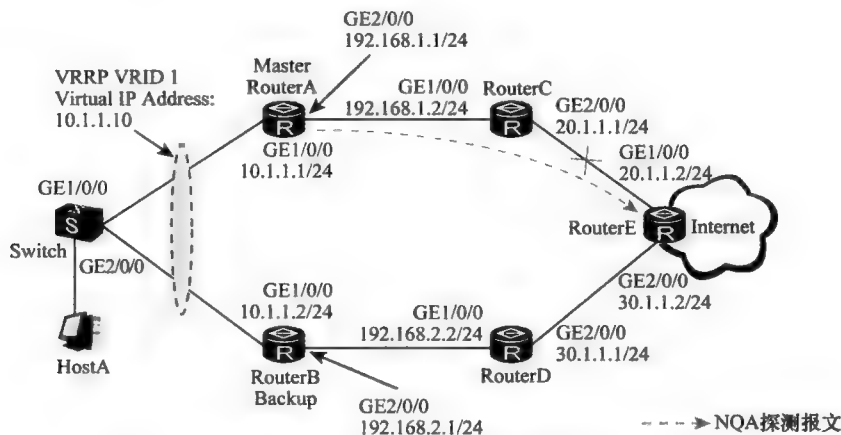 GE2/0/0
192.168.1.1/24
VRRP VRID 1
Virtual IP Address:
10.1.1.10
Master
RouterA
GE1/0/0
192.168.1.2/24
RouterC
GE2/0/0
20.1.1.1/24
R
R
GE1/0/0
10.1.1.1/24
GE1/0/0
20.1.1.2/24
GE1/0/0
S
Switch
RouterE
R
Internet
GE2/0/0
GE1/0/0
10.1.1.2/24
GE1/0/0
192.168.2.2/24
GE2/0/0
30.1.1.2/24
HostA
R
R
GE2/0/0
30.1.1.1/24
RouterB
Backup
RouterD
GE2/0/0
192.168.2.1/24
NQA探测报文